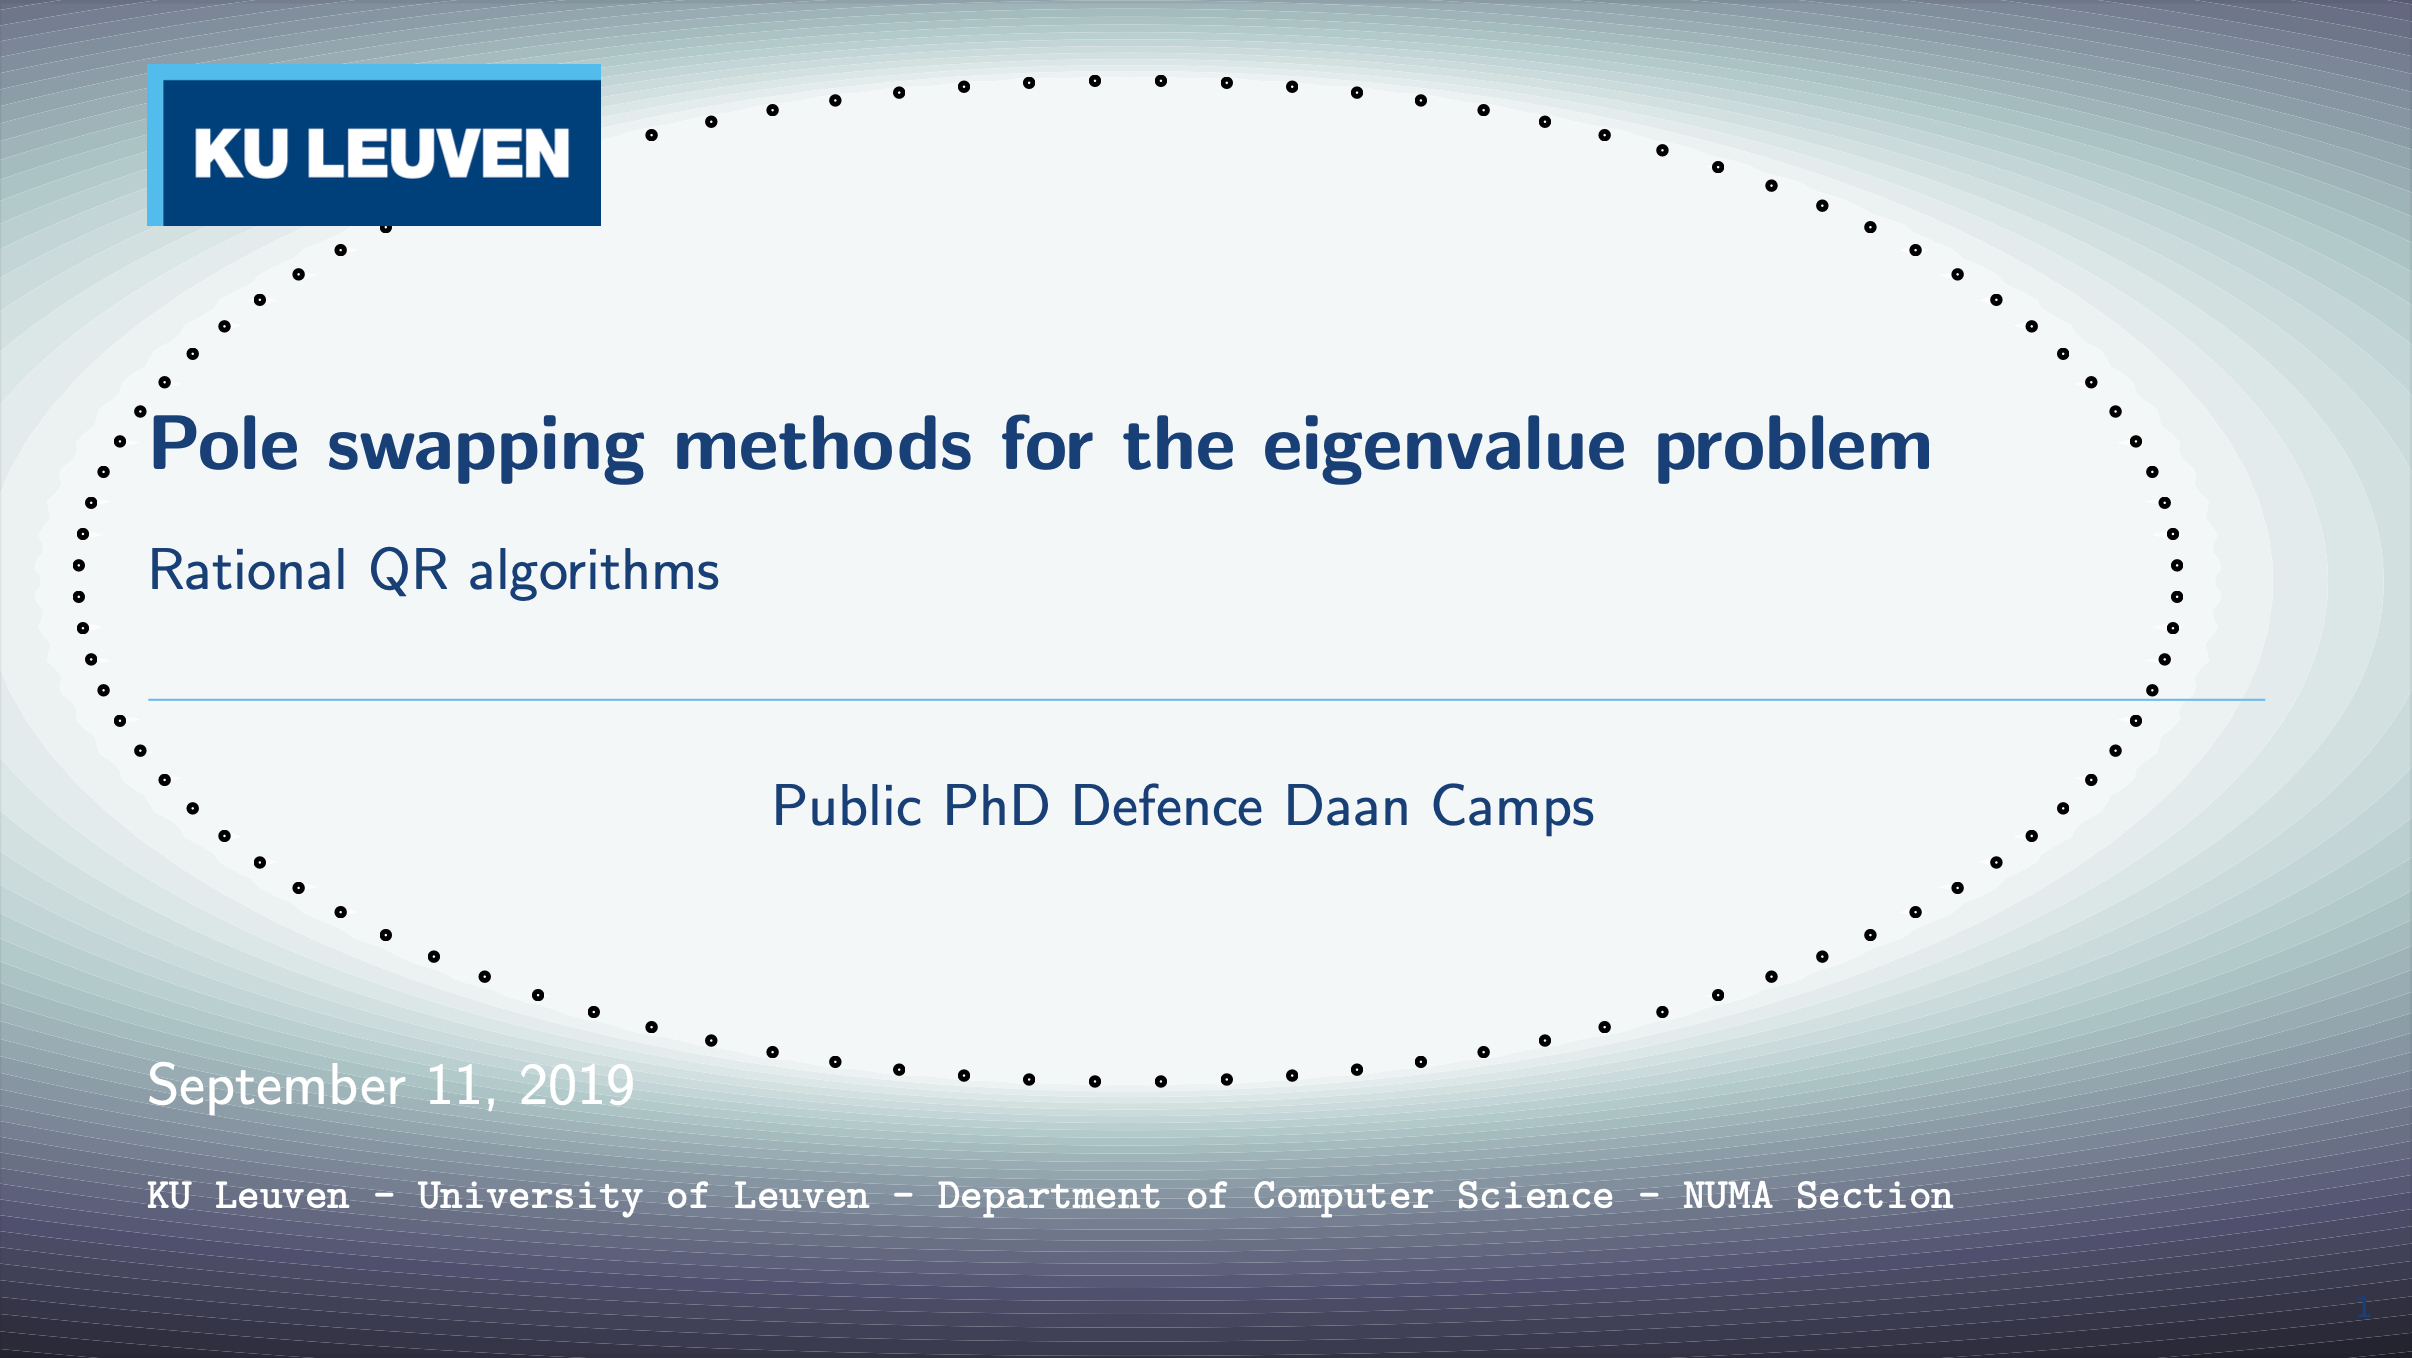 KU LEUVEN
Pole swapping methods for the eigenvalue problem
Rational QR algorithms
Public PhD Defence Daan Camps
September 11, 2019
KU Leuven – University of Leuven – Department of Computer Science – NUMA Section
1